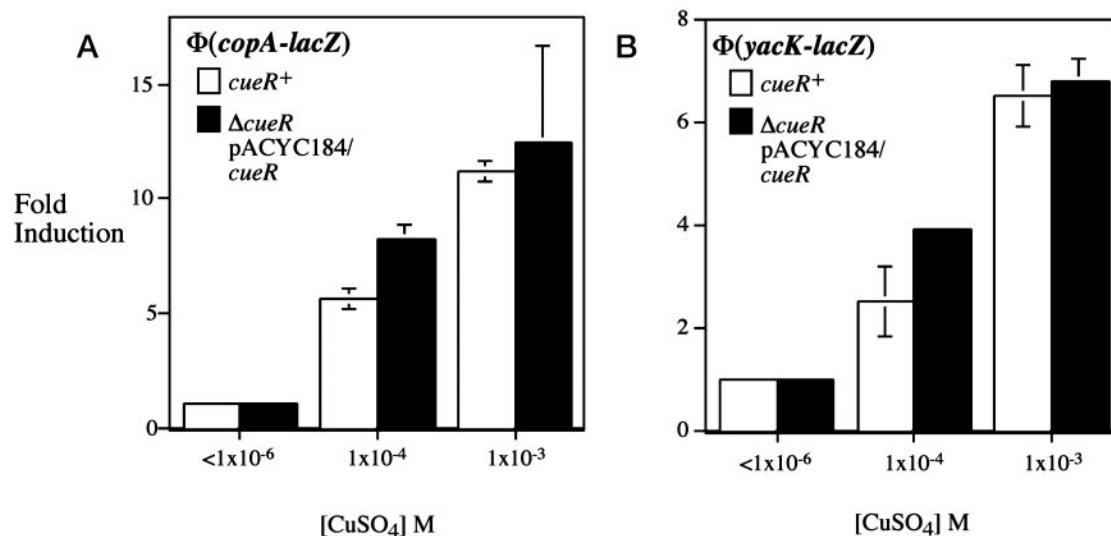 A
Φ(copA-lacZ)
cueR⁺
ΔcueR
pACYC184/
cueR
15
10
5
0
Fold
Induction
<1x10⁻⁶
1x10⁻⁴
1x10⁻³
[CuSO₄] M
B
Φ(yacK-lacZ)
cueR⁺
ΔcueR
pACYC184/
cueR
8
6
4
2
0
<1x10⁻⁶
1x10⁻⁴
1x10⁻³
[CuSO₄] M